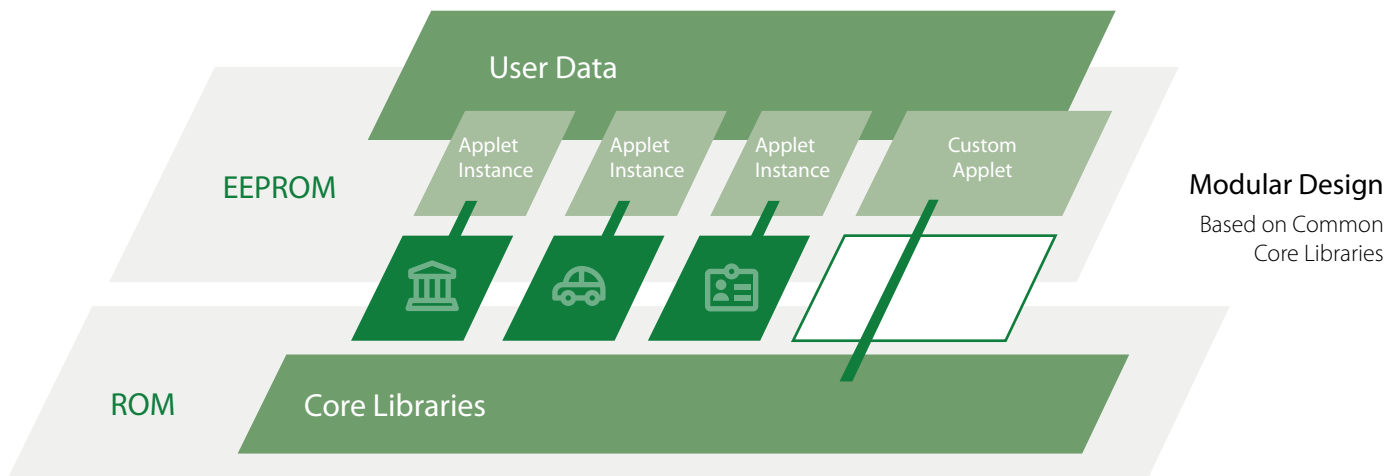 User Data
Applet
Instance
Applet
Instance
Applet
Instance
Custom
Applet
EEPROM
Modular Design
Based on Common
Core Libraries
ROM
Core Libraries